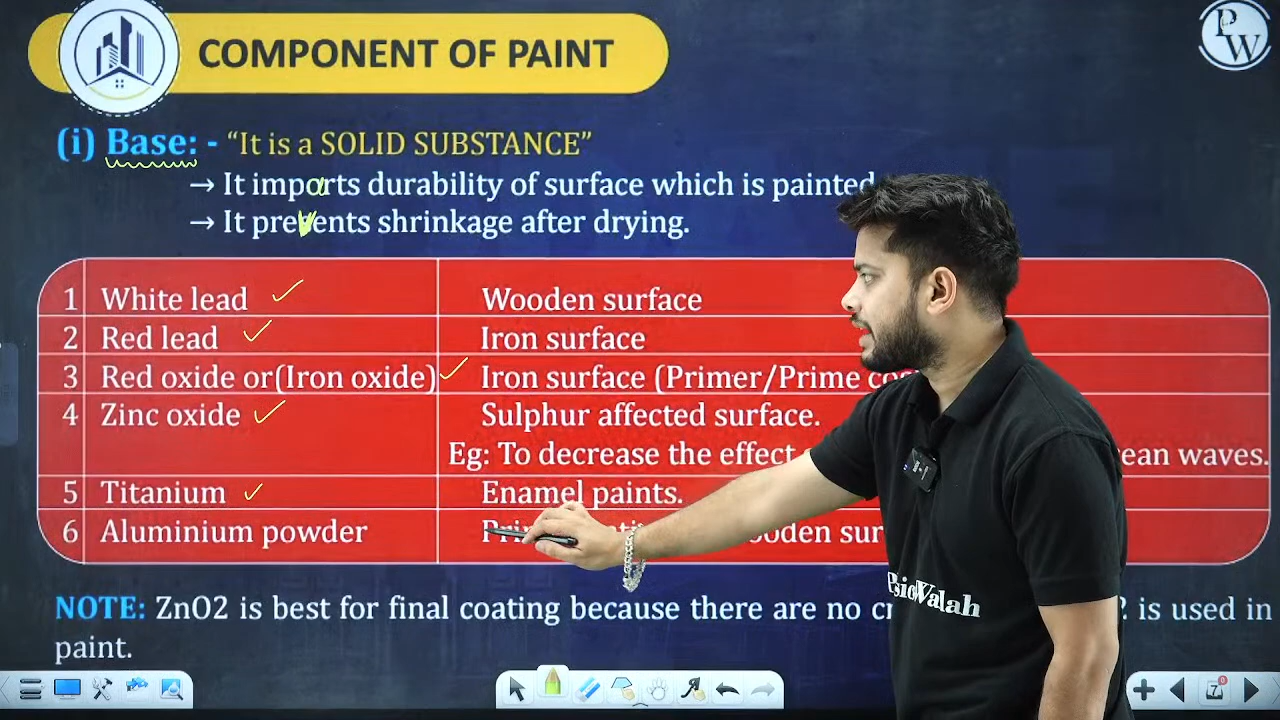 COMPONENT OF PAINT
PW
(i) Base: - “It is a SOLID SUBSTANCE”
→ It imparts durability of surface which is painted
→ It prevents shrinkage after drying.
1 White lead Wooden surface
2 Red lead Iron surface
3 Red oxide or(Iron oxide) Iron surface (Primer/Prime
4 Zinc oxide Sulphur affected surface.
Eg: To decrease the effect ean waves.
5 Titanium Enamel paints.
6 Aluminium powder
NOTE: ZnO2 is best for final coating because there are no is used in
paint.
Walah
7